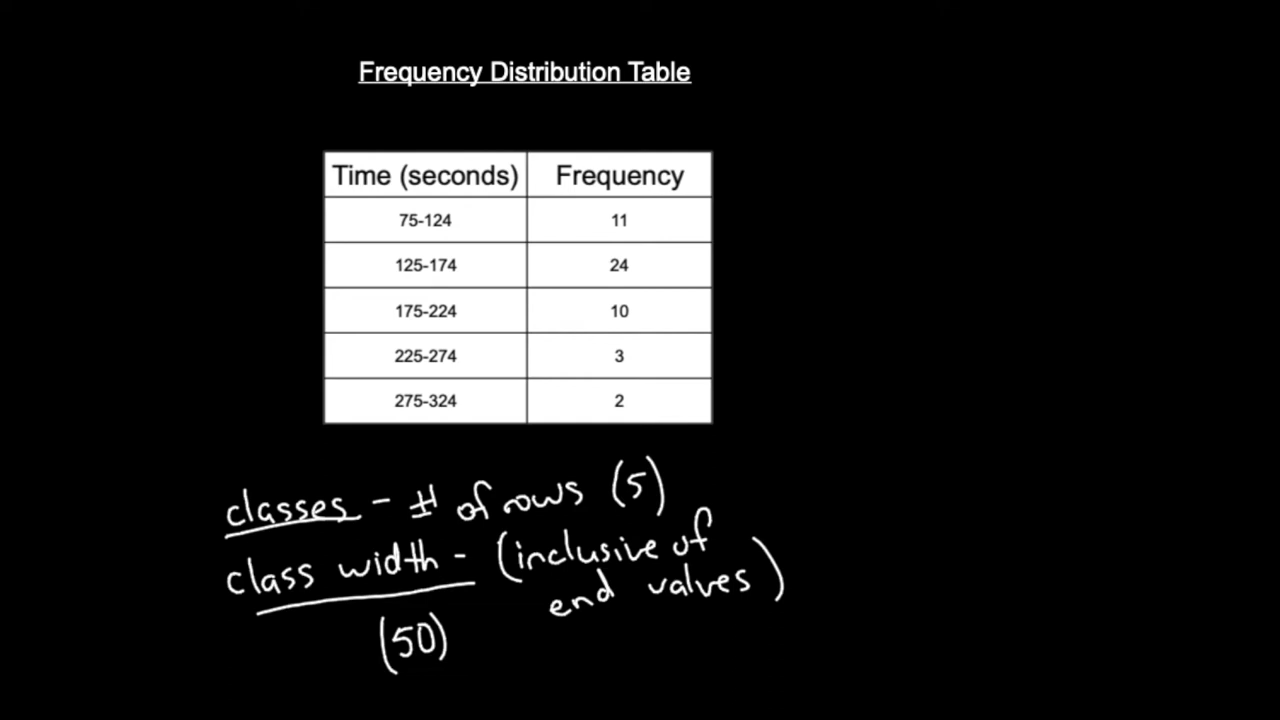 Frequency Distribution Table
Time (seconds) Frequency
75-124 11
125-174 24
175-224 10
225-274 3
275-324 2
classes - # of rows (5)
class width - (inclusive of
end values)
(50)